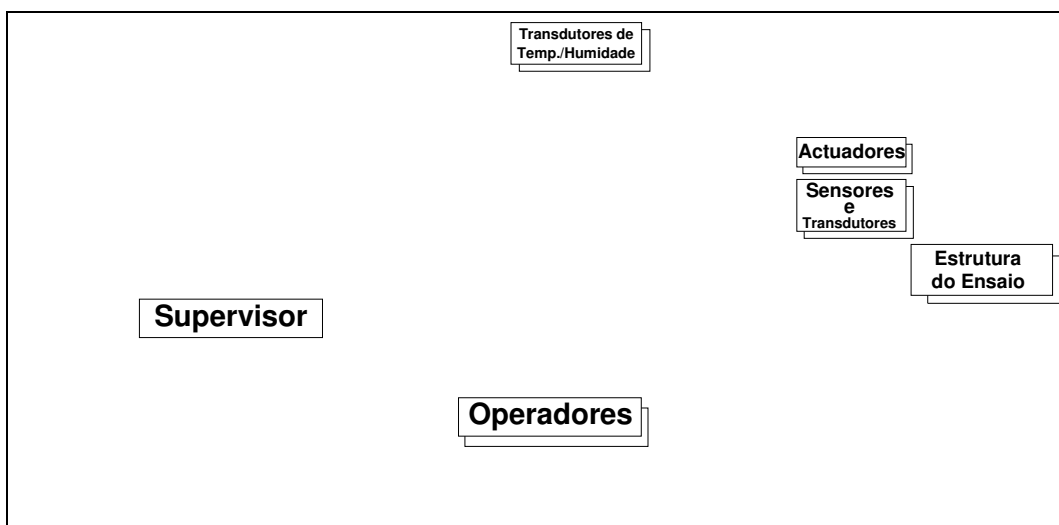 Transdutores de
Temp./Humidade
Actuadores
Sensores
e
Transdutores
Estrutura
do Ensaio
Supervisor
Operadores